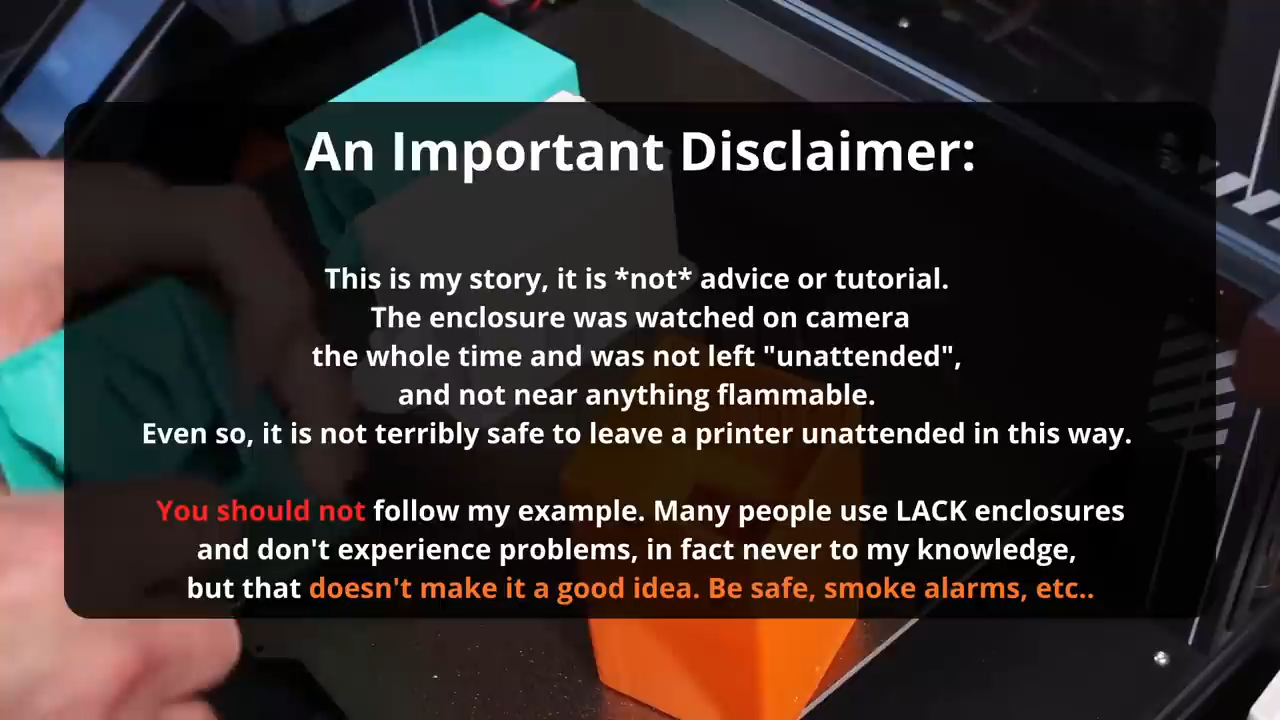 An Important Disclaimer:
This is my story, it is *not* advice or tutorial.
The enclosure was watched on camera
the whole time and was not left "unattended",
and not near anything flammable.
Even so, it is not terribly safe to leave a printer unattended in this way.
You should not follow my example. Many people use LACK enclosures
and don't experience problems, in fact never to my knowledge,
but that doesn't make it a good idea. Be safe, smoke alarms, etc..